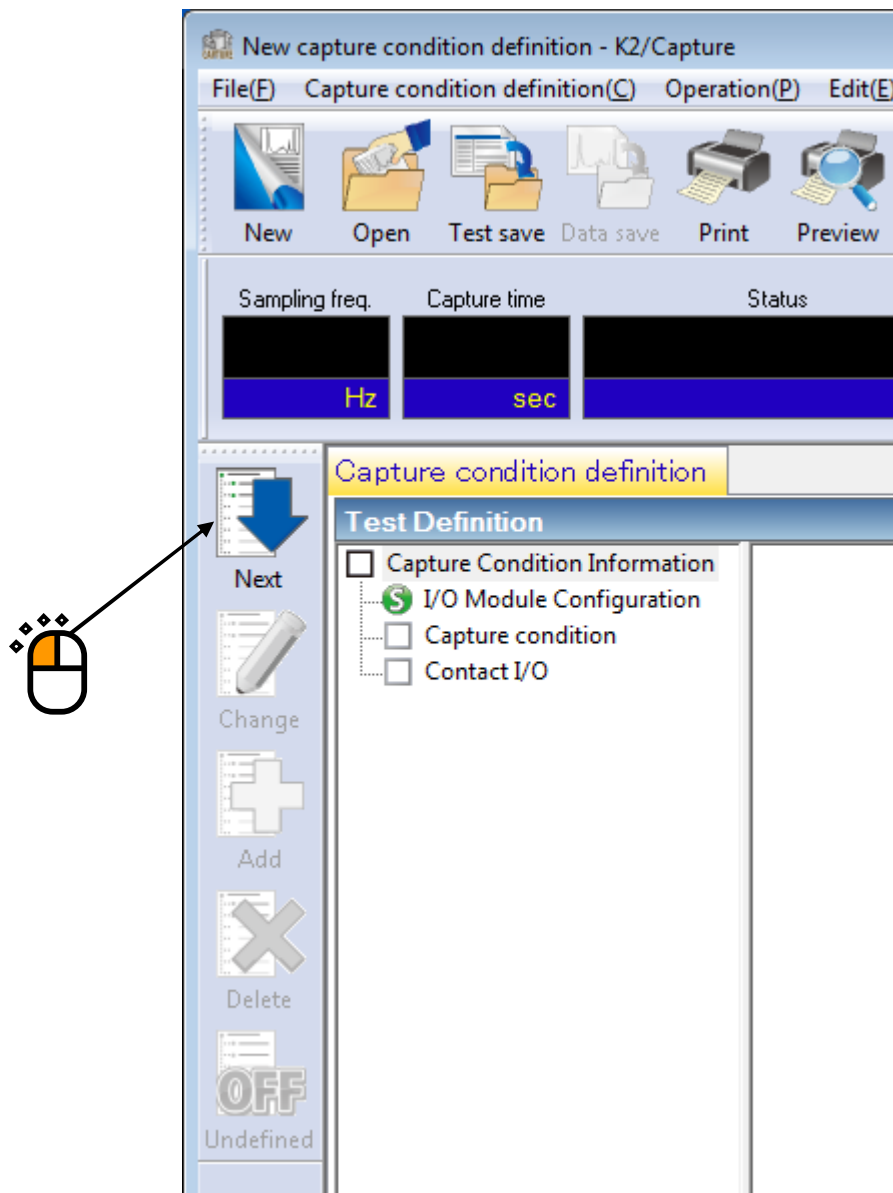 New capture condition definition - K2/Capture
File(F) Capture condition definition(C) Operation(P) Edit(E)
New Open Test save Data save Print Preview
Sampling freq. Capture time Status
Hz sec
Capture condition definition
Test Definition
Capture Condition Information
S I/O Module Configuration
Capture condition
Contact I/O
Next
Change
Add
Delete
OFF
Undefined